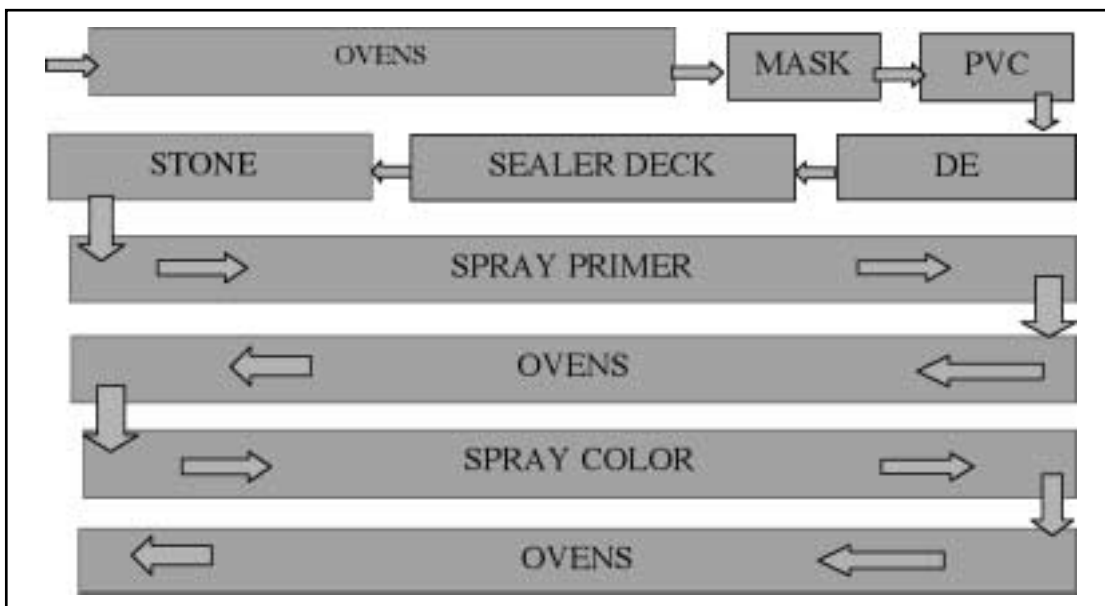 OVENS
MASK
PVC
DE
SEALER DECK
STONE
SPRAY PRIMER
OVENS
SPRAY COLOR
OVENS